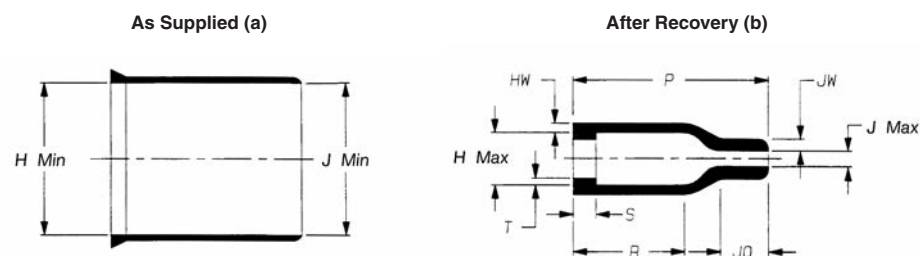 As Supplied (a)
After Recovery (b)
H Min
J Min
HW
P
JW
J Max
H Max
T
S
R
JO